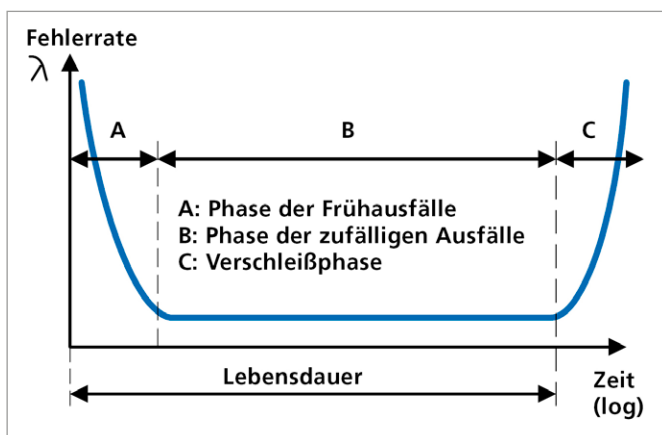 Fehlerrate
λ
A
B
C
A: Phase der Frühausfälle
B: Phase der zufälligen Ausfälle
C: Verschleißphase
Lebensdauer
Zeit
(log)